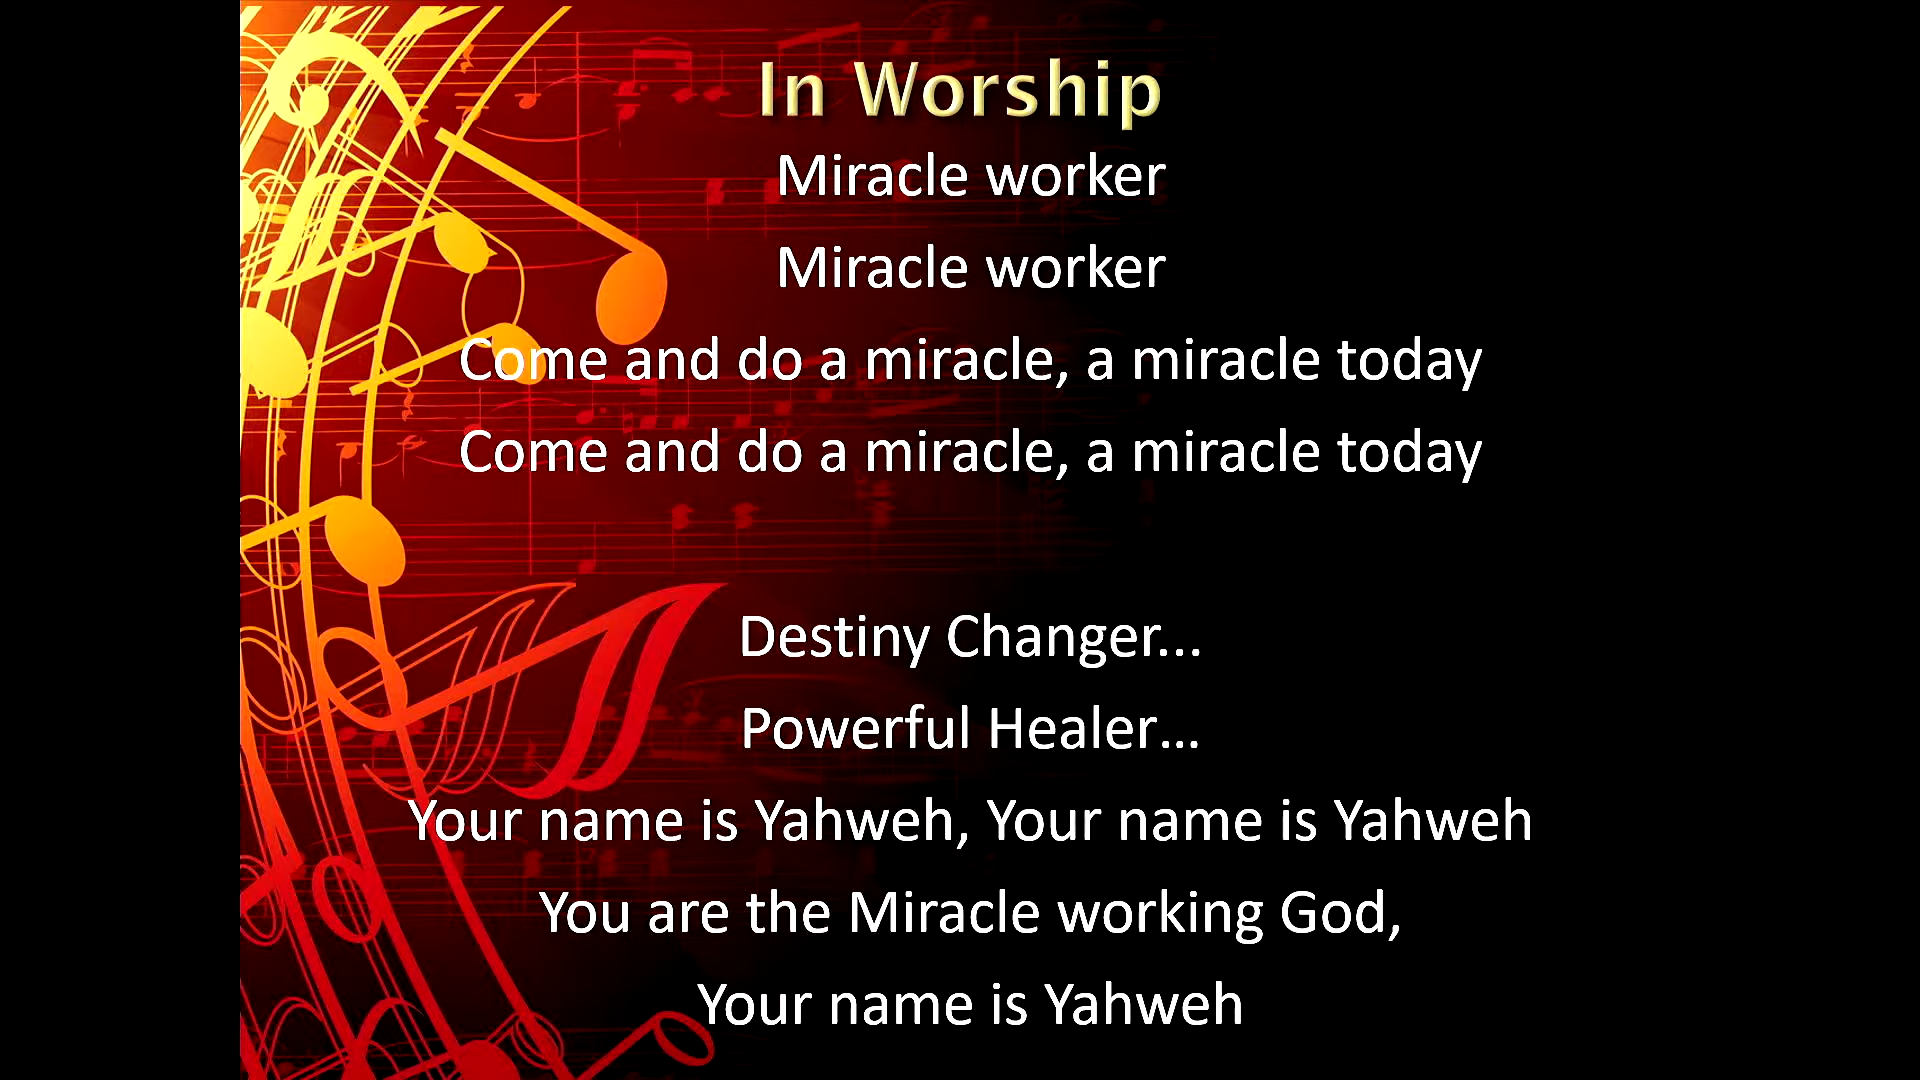 In Worship
Miracle worker
Miracle worker
Come and do a miracle, a miracle today
Come and do a miracle, a miracle today
Destiny Changer...
Powerful Healer...
Your name is Yahweh, Your name is Yahweh
You are the Miracle working God,
Your name is Yahweh